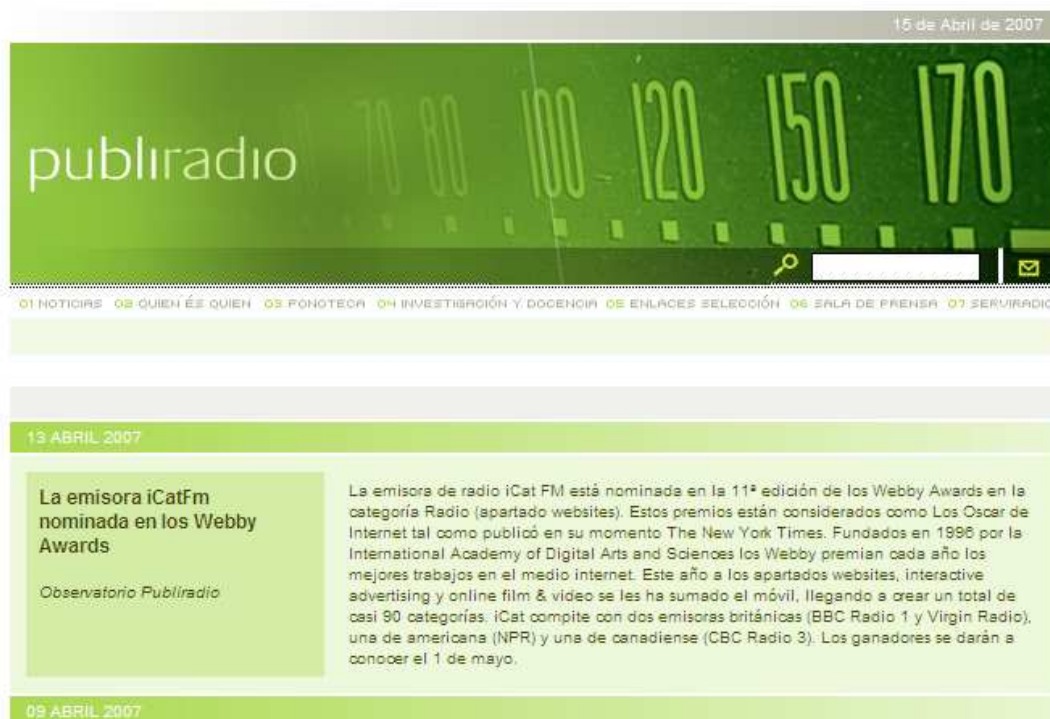 15 de Abril de 2007
70 80 100 120 150 170
publiradio
01 NOTICIAS 02 QUIEN ÉS QUIEN 03 FONOTECA 04 INVESTIGACIÓN Y DOCENCIA 05 ENLACES SELECCIÓN 06 SALA DE PRENSA 07 SERVIRADIO
13 ABRIL 2007
La emisora iCatFm
nominada en los Webby
Awards
Observatorio Publiradio
La emisora de radio iCat FM está nominada en la 11ª edición de los Webby Awards en la
categoría Radio (apartado websites). Estos premios están considerados como Los Oscar de
Internet tal como publicó en su momento The New York Times. Fundados en 1996 por la
International Academy of Digital Arts and Sciences los Webby premian cada año los
mejores trabajos en el medio internet. Este año a los apartados websites, interactive
advertising y online film & video se les ha sumado el móvil, llegando a crear un total de
casi 90 categorías. iCat compite con dos emisoras británicas (BBC Radio 1 y Virgin Radio),
una de americana (NPR) y una de canadiense (CBC Radio 3). Los ganadores se darán a
conocer el 1 de mayo.
09 ABRIL 2007